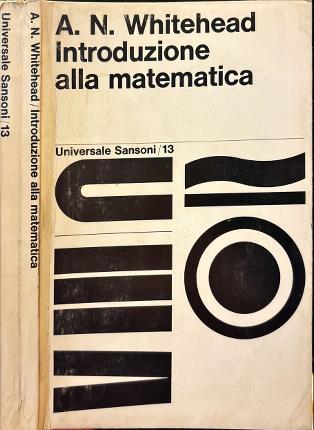 A. N. Whitehead
Introduzione
alla matematica
Universale Sansoni/13
A. N. Whitehead/Introduzione alla matematica
Universale Sansoni/13